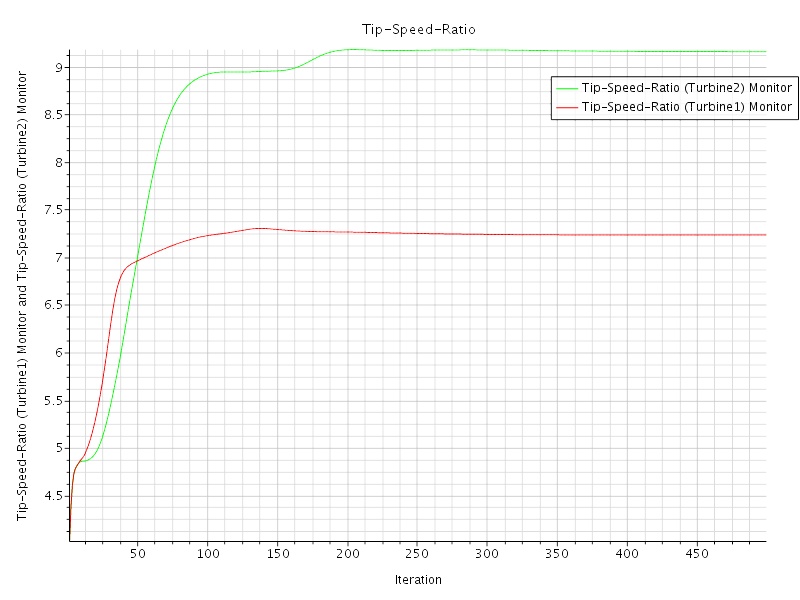 Tip-Speed-Ratio
Tip-Speed-Ratio (Turbine1) Monitor and Tip-Speed-Ratio (Turbine2) Monitor
9
8.5
8
7.5
7
6.5
6
5.5
5
4.5
Tip-Speed-Ratio (Turbine2) Monitor
Tip-Speed-Ratio (Turbine1) Monitor
50 100 150 200 250 300 350 400 450
Iteration